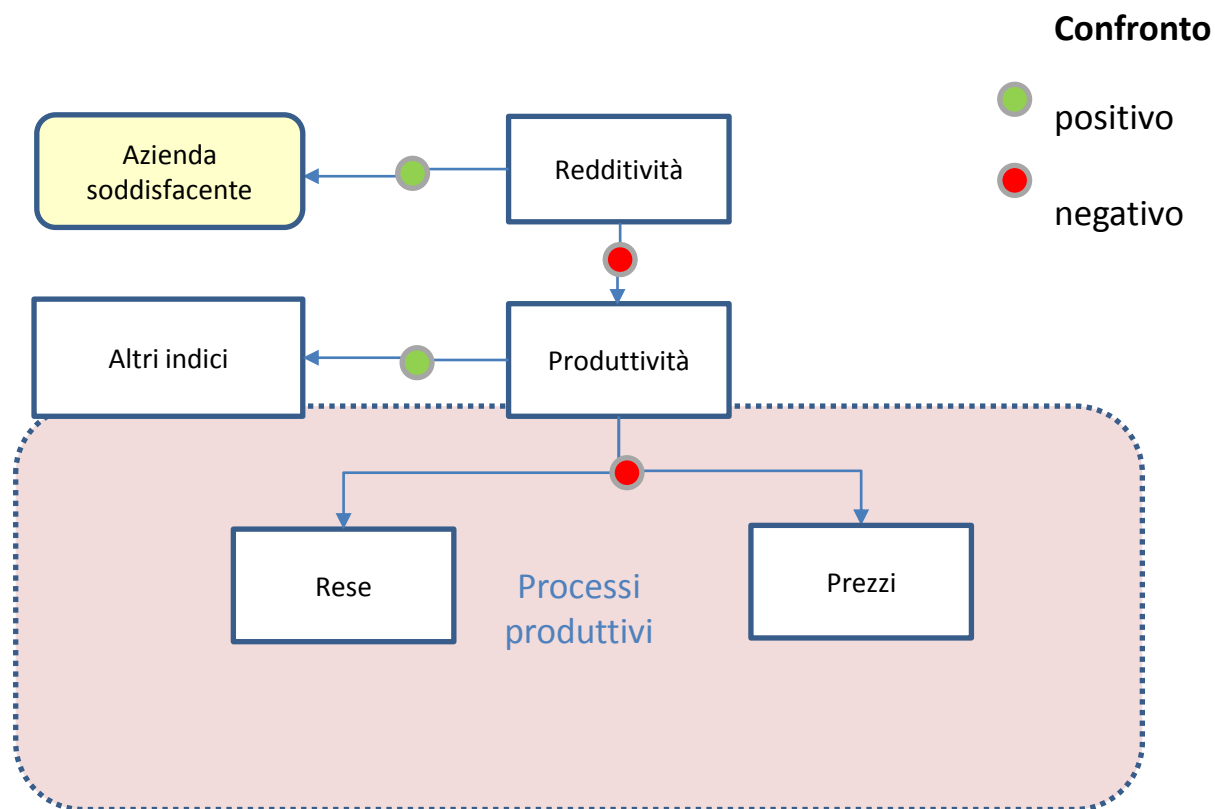 Confronto
positivo
negativo
Azienda
soddisfacente
Redditività
Altri indici
Produttività
Rese
Processi
produttivi
Prezzi